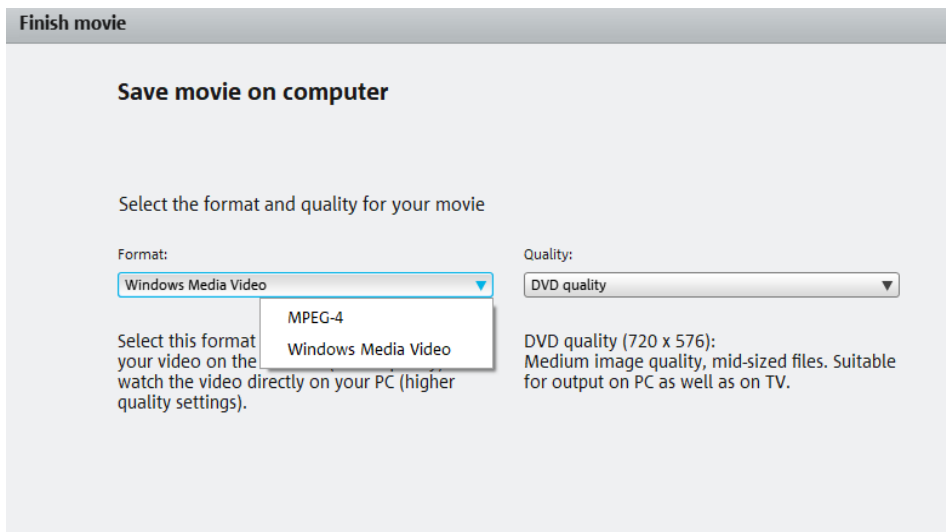 Finish movie
Save movie on computer
Select the format and quality for your movie
Format:
Quality:
Windows Media Video
DVD quality
MPEG-4
Windows Media Video
Select this format
your video on the
watch the video directly on your PC (higher
quality settings).
DVD quality (720 x 576):
Medium image quality, mid-sized files. Suitable
for output on PC as well as on TV.